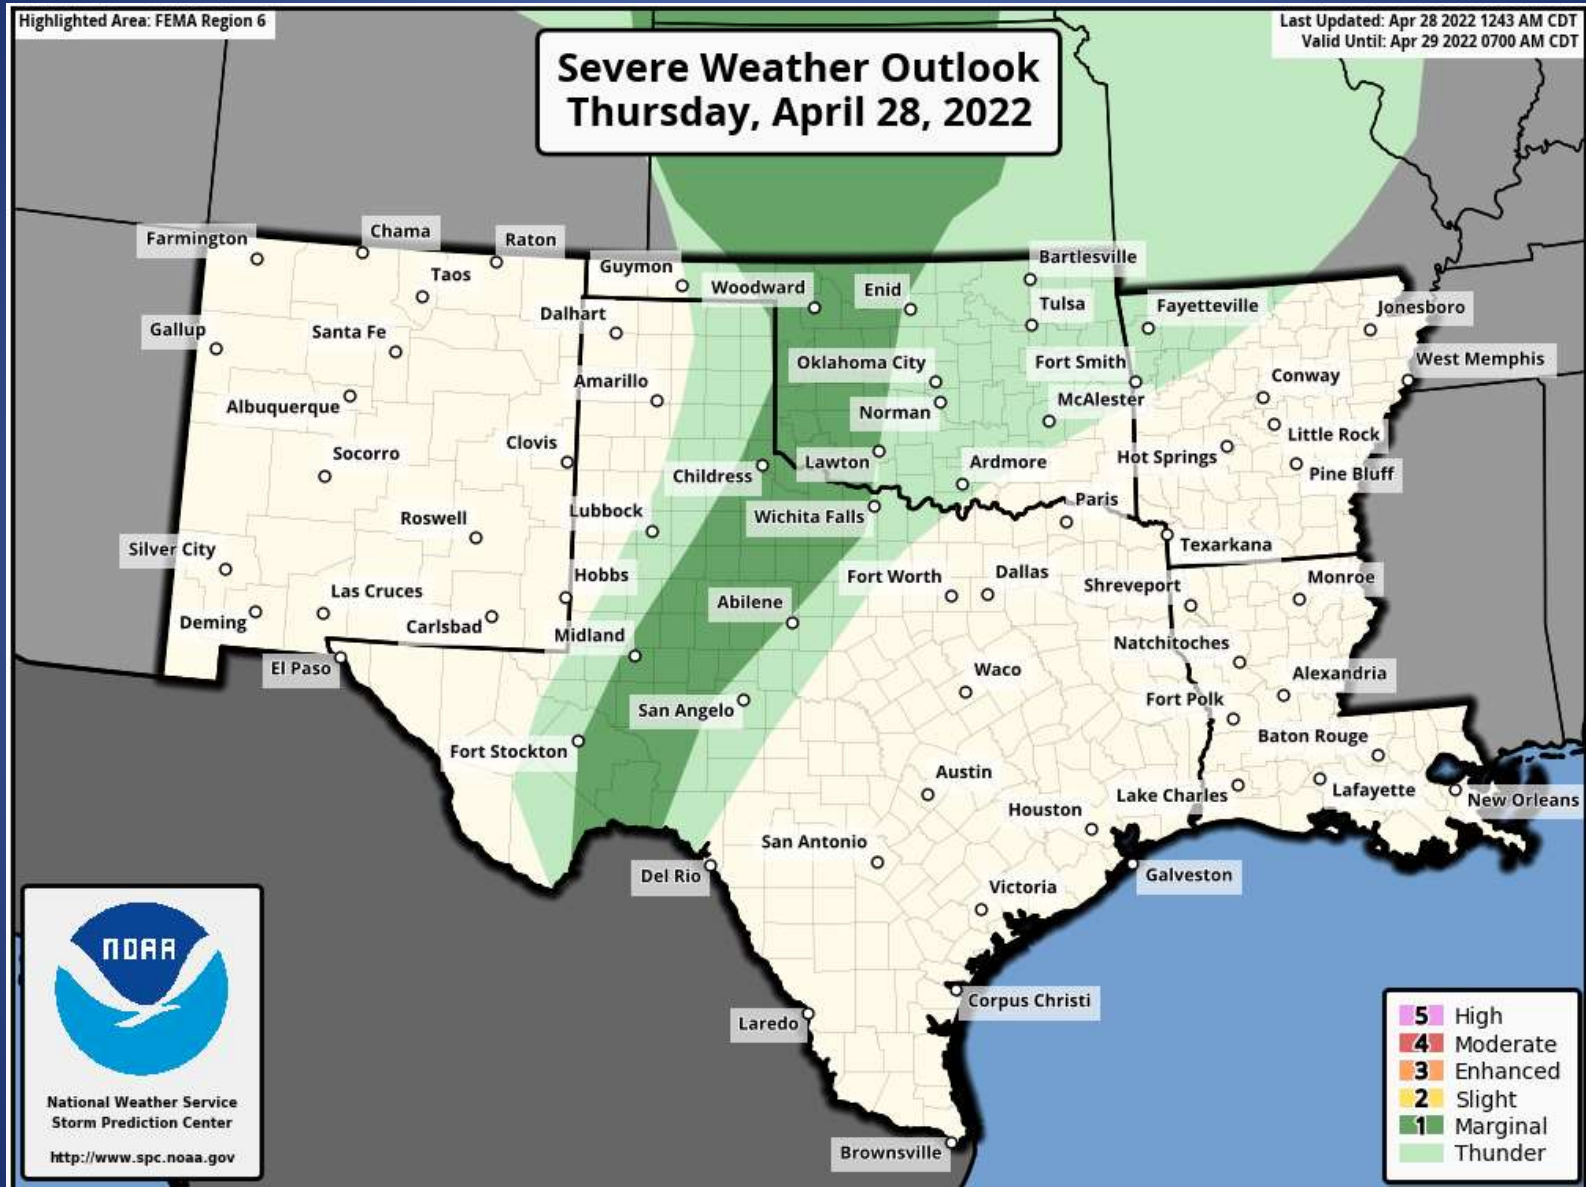 Highlighted Area: FEMA Region 6
Last Updated: Apr 28 2022 1243 AM CDT
Valid Until: Apr 29 2022 0700 AM CDT
Severe Weather Outlook
Thursday, April 28, 2022
Farmington
Chama
Raton
Taos
Guymon
Woodward
Enid
Bartlesville
Gallup
Santa Fe
Dalhart
Tulsa
Fayetteville
Jonesboro
Albuquerque
Amarillo
Oklahoma City
Fort Smith
Conway
West Memphis
Norman
McAlester
Socorro
Clovis
Childress
Lawton
Ardmore
Hot Springs
Little Rock
Pine Bluff
Roswell
Lubbock
Wichita Falls
Paris
Texarkana
Silver City
Las Cruces
Hobbs
Fort Worth
Dallas
Shreveport
Monroe
Deming
Carlsbad
Midland
Abilene
Natchitoches
El Paso
San Angelo
Waco
Fort Polk
Alexandria
Fort Stockton
Austin
Baton Rouge
Houston
Lake Charles
Lafayette
New Orleans
San Antonio
Del Rio
Victoria
Galveston
Laredo
Corpus Christi
Brownsville
NOAA
National Weather Service
Storm Prediction Center
http://www.spc.noaa.gov
5 High
4 Moderate
3 Enhanced
2 Slight
1 Marginal
Thunder